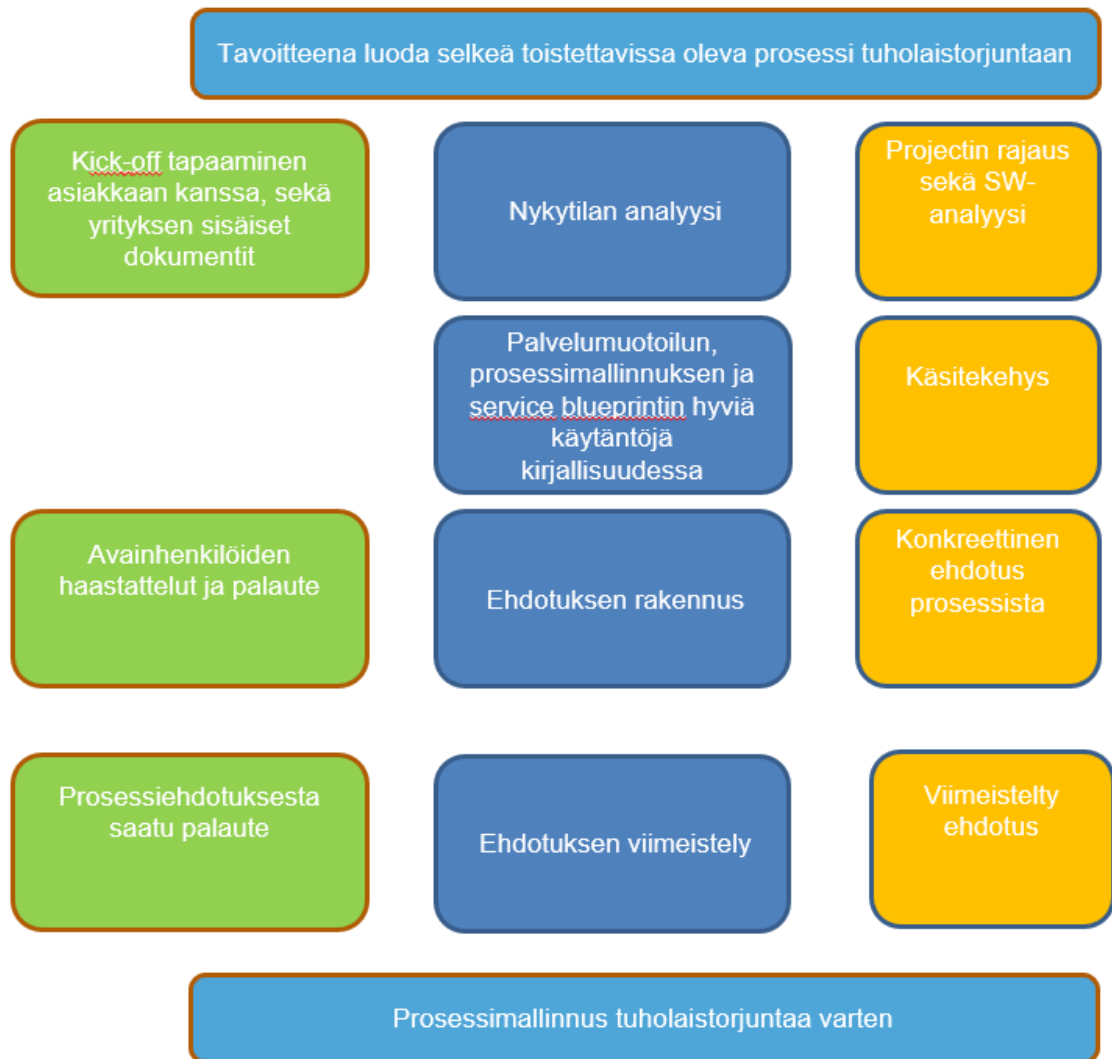 Tavoitteena luoda selkeä toistettavissa oleva prosessi tuholaistorjuntaan
Kick-off tapaaminen
asiakkaan kanssa, sekä
yrityksen sisäiset
dokumentit
Nykytilan analyysi
Projectin rajaus
sekä SW-
analyysi
Palvelumuotoilun,
prosessimallinnuksen ja
service blueprintin hyviä
käytäntöjä
kirjallisuudessa
Käsitekehys
Avainhenkilöiden
haastattelut ja palaute
Ehdotuksen rakennus
Konkreettinen
ehdotus
prosessista
Prosessiehdotuksesta
saatu palaute
Ehdotuksen viimeistely
Viimeistelty
ehdotus
Prosessimallinnus tuholaistorjuntaa varten